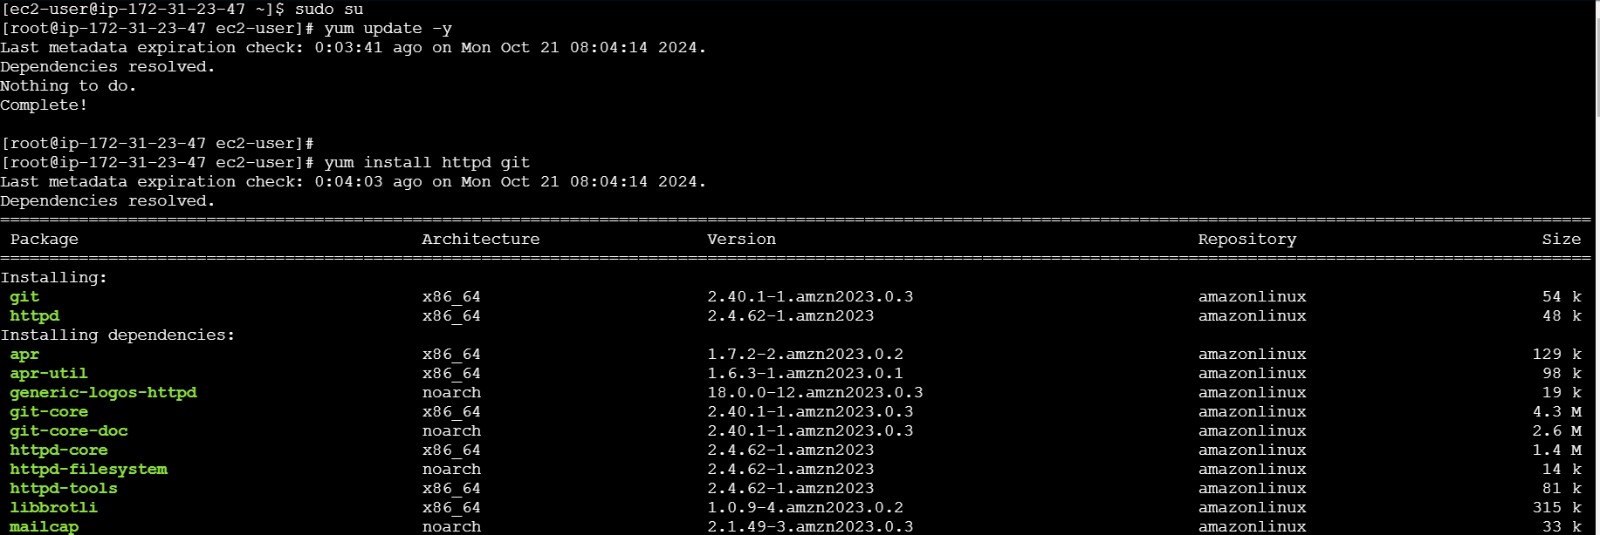 [ec2-user@ip-172-31-23-47 ~]$ sudo su
[root@ip-172-31-23-47 ec2-user]# yum update -y
Last metadata expiration check: 0:03:41 ago on Mon Oct 21 08:04:14 2024.
Dependencies resolved.
Nothing to do.
Complete!
[root@ip-172-31-23-47 ec2-user]#
[root@ip-172-31-23-47 ec2-user]# yum install httpd git
Last metadata expiration check: 0:04:03 ago on Mon Oct 21 08:04:14 2024.
Dependencies resolved.
Package Architecture Version Repository Size
Installing:
git x86_64 2.40.1-1.amzn2023.0.3 amazonlinux 54 k
httpd x86_64 2.4.62-1.amzn2023 amazonlinux 48 k
Installing dependencies:
apr x86_64 1.7.2-2.amzn2023.0.2 amazonlinux 129 k
apr-util x86_64 1.6.3-1.amzn2023.0.1 amazonlinux 98 k
generic-logos-httpd noarch 18.0.0-12.amzn2023.0.3 amazonlinux 19 k
git-core x86_64 2.40.1-1.amzn2023.0.3 amazonlinux 4.3 M
git-core-doc noarch 2.40.1-1.amzn2023.0.3 amazonlinux 2.6 M
httpd-core x86_64 2.4.62-1.amzn2023 amazonlinux 1.4 M
httpd-filesystem noarch 2.4.62-1.amzn2023 amazonlinux 14 k
httpd-tools x86_64 2.4.62-1.amzn2023 amazonlinux 81 k
libbrotli x86_64 1.0.9-4.amzn2023.0.2 amazonlinux 315 k
mailcap noarch 2.1.49-3.amzn2023.0.3 amazonlinux 33 k